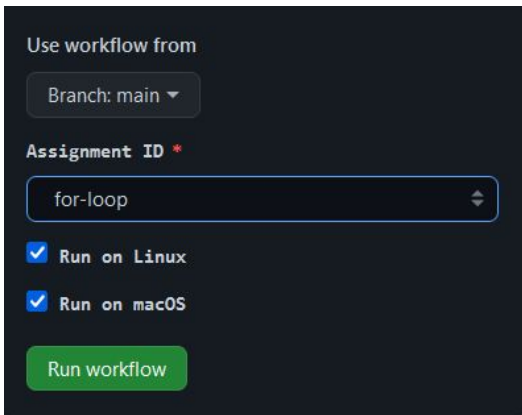 Use workflow from
Branch: main
Assignment ID *
for-loop
Run on Linux
Run on macOS
Run workflow